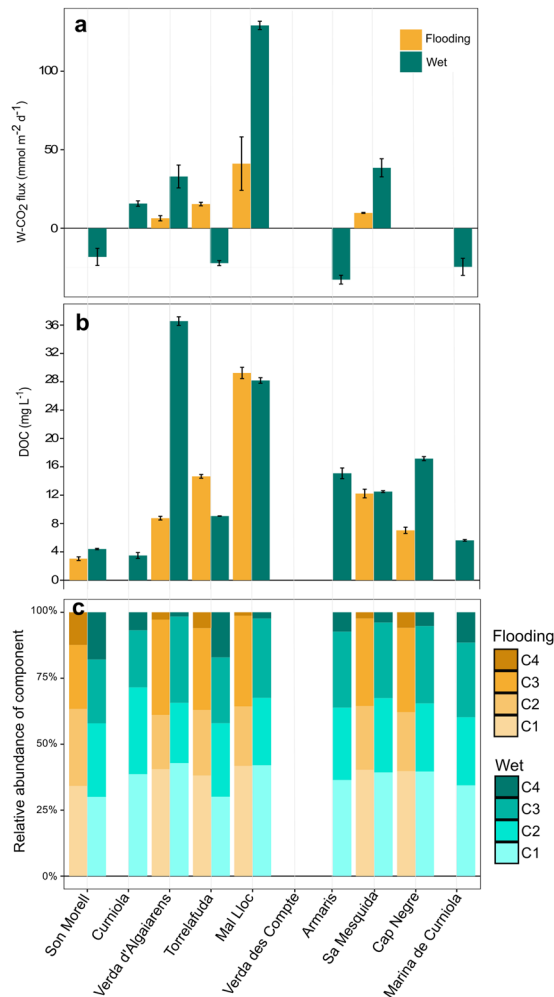 a
Flooding
Wet
W-CO2 flux (mmol m-2 d-1)
100
50
0
b
DOC (mg L-1)
36
32
28
24
20
16
12
8
4
0
c
Relative abundance of component
100%
75%
50%
25%
0%
Flooding
C4
C3
C2
C1
Wet
C4
C3
C2
C1
Son Morell
Curniola
Verda d'Algaiarens
Torrelafuda
Mal Lloc
Verda des Compte
Armaris
Sa Mesquida
Cap Negre
Marina de Curniola